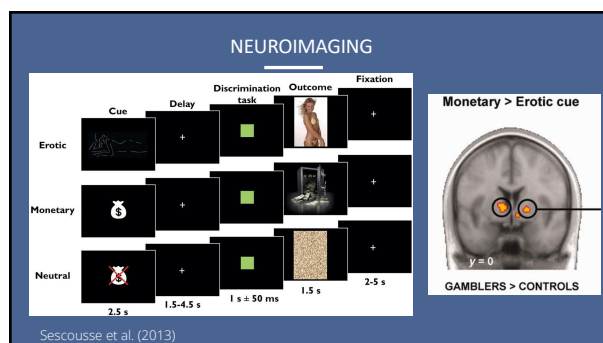 NEUROIMAGING
Cue
Delay
Discrimination
task
Outcome
Fixation
Erotic
+
+
Monetary
$
+
+
Neutral
$
+
+
2.5 s
1.5-4.5 s
1 s ± 50 ms
1.5 s
2-5 s
Monetary > Erotic cue
y = 0
GAMBLERS > CONTROLS
Sescousse et al. (2013)